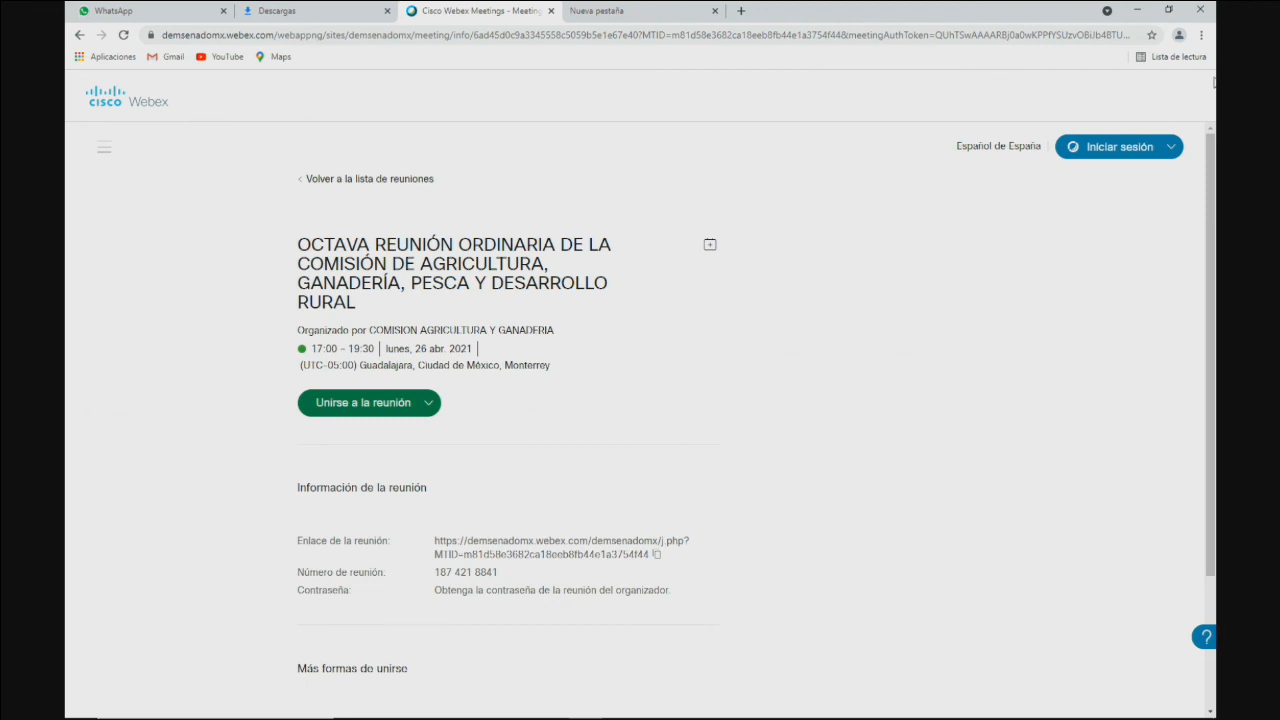 WhatsApp
Descargas
Cisco Webex Meetings - Meeting
Nueva pestaña
demsenadomx.webex.com/webappng/sites/demsenadomx/meeting/info/6ad45d0c9a3345558c5059b5e1e67e40?MTID=m81d58e3682ca18eeb8fb44e1a3754f44&meetingAuthToken=QUhTSwAAAARBj0a0wKPPfYSUzvOBiJb4BTU...
Aplicaciones
Gmail
YouTube
Maps
Lista de lectura
cisco Webex
Español de España
Iniciar sesión
Volver a la lista de reuniones
OCTAVA REUNIÓN ORDINARIA DE LA
COMISIÓN DE AGRICULTURA,
GANADERÍA, PESCA Y DESARROLLO
RURAL
Organizado por COMISION AGRICULTURA Y GANADERIA
17:00 – 19:30 | lunes, 26 abr. 2021 |
(UTC-05:00) Guadalajara, Ciudad de México, Monterrey
Unirse a la reunión
Información de la reunión
Enlace de la reunión: https://demsenadomx.webex.com/demsenadomx/j.php?
MTID=m81d58e3682ca18eeb8fb44e1a3754f44
Número de reunión: 187 421 8841
Contraseña: Obtenga la contraseña de la reunión del organizador.
?
Más formas de unirse